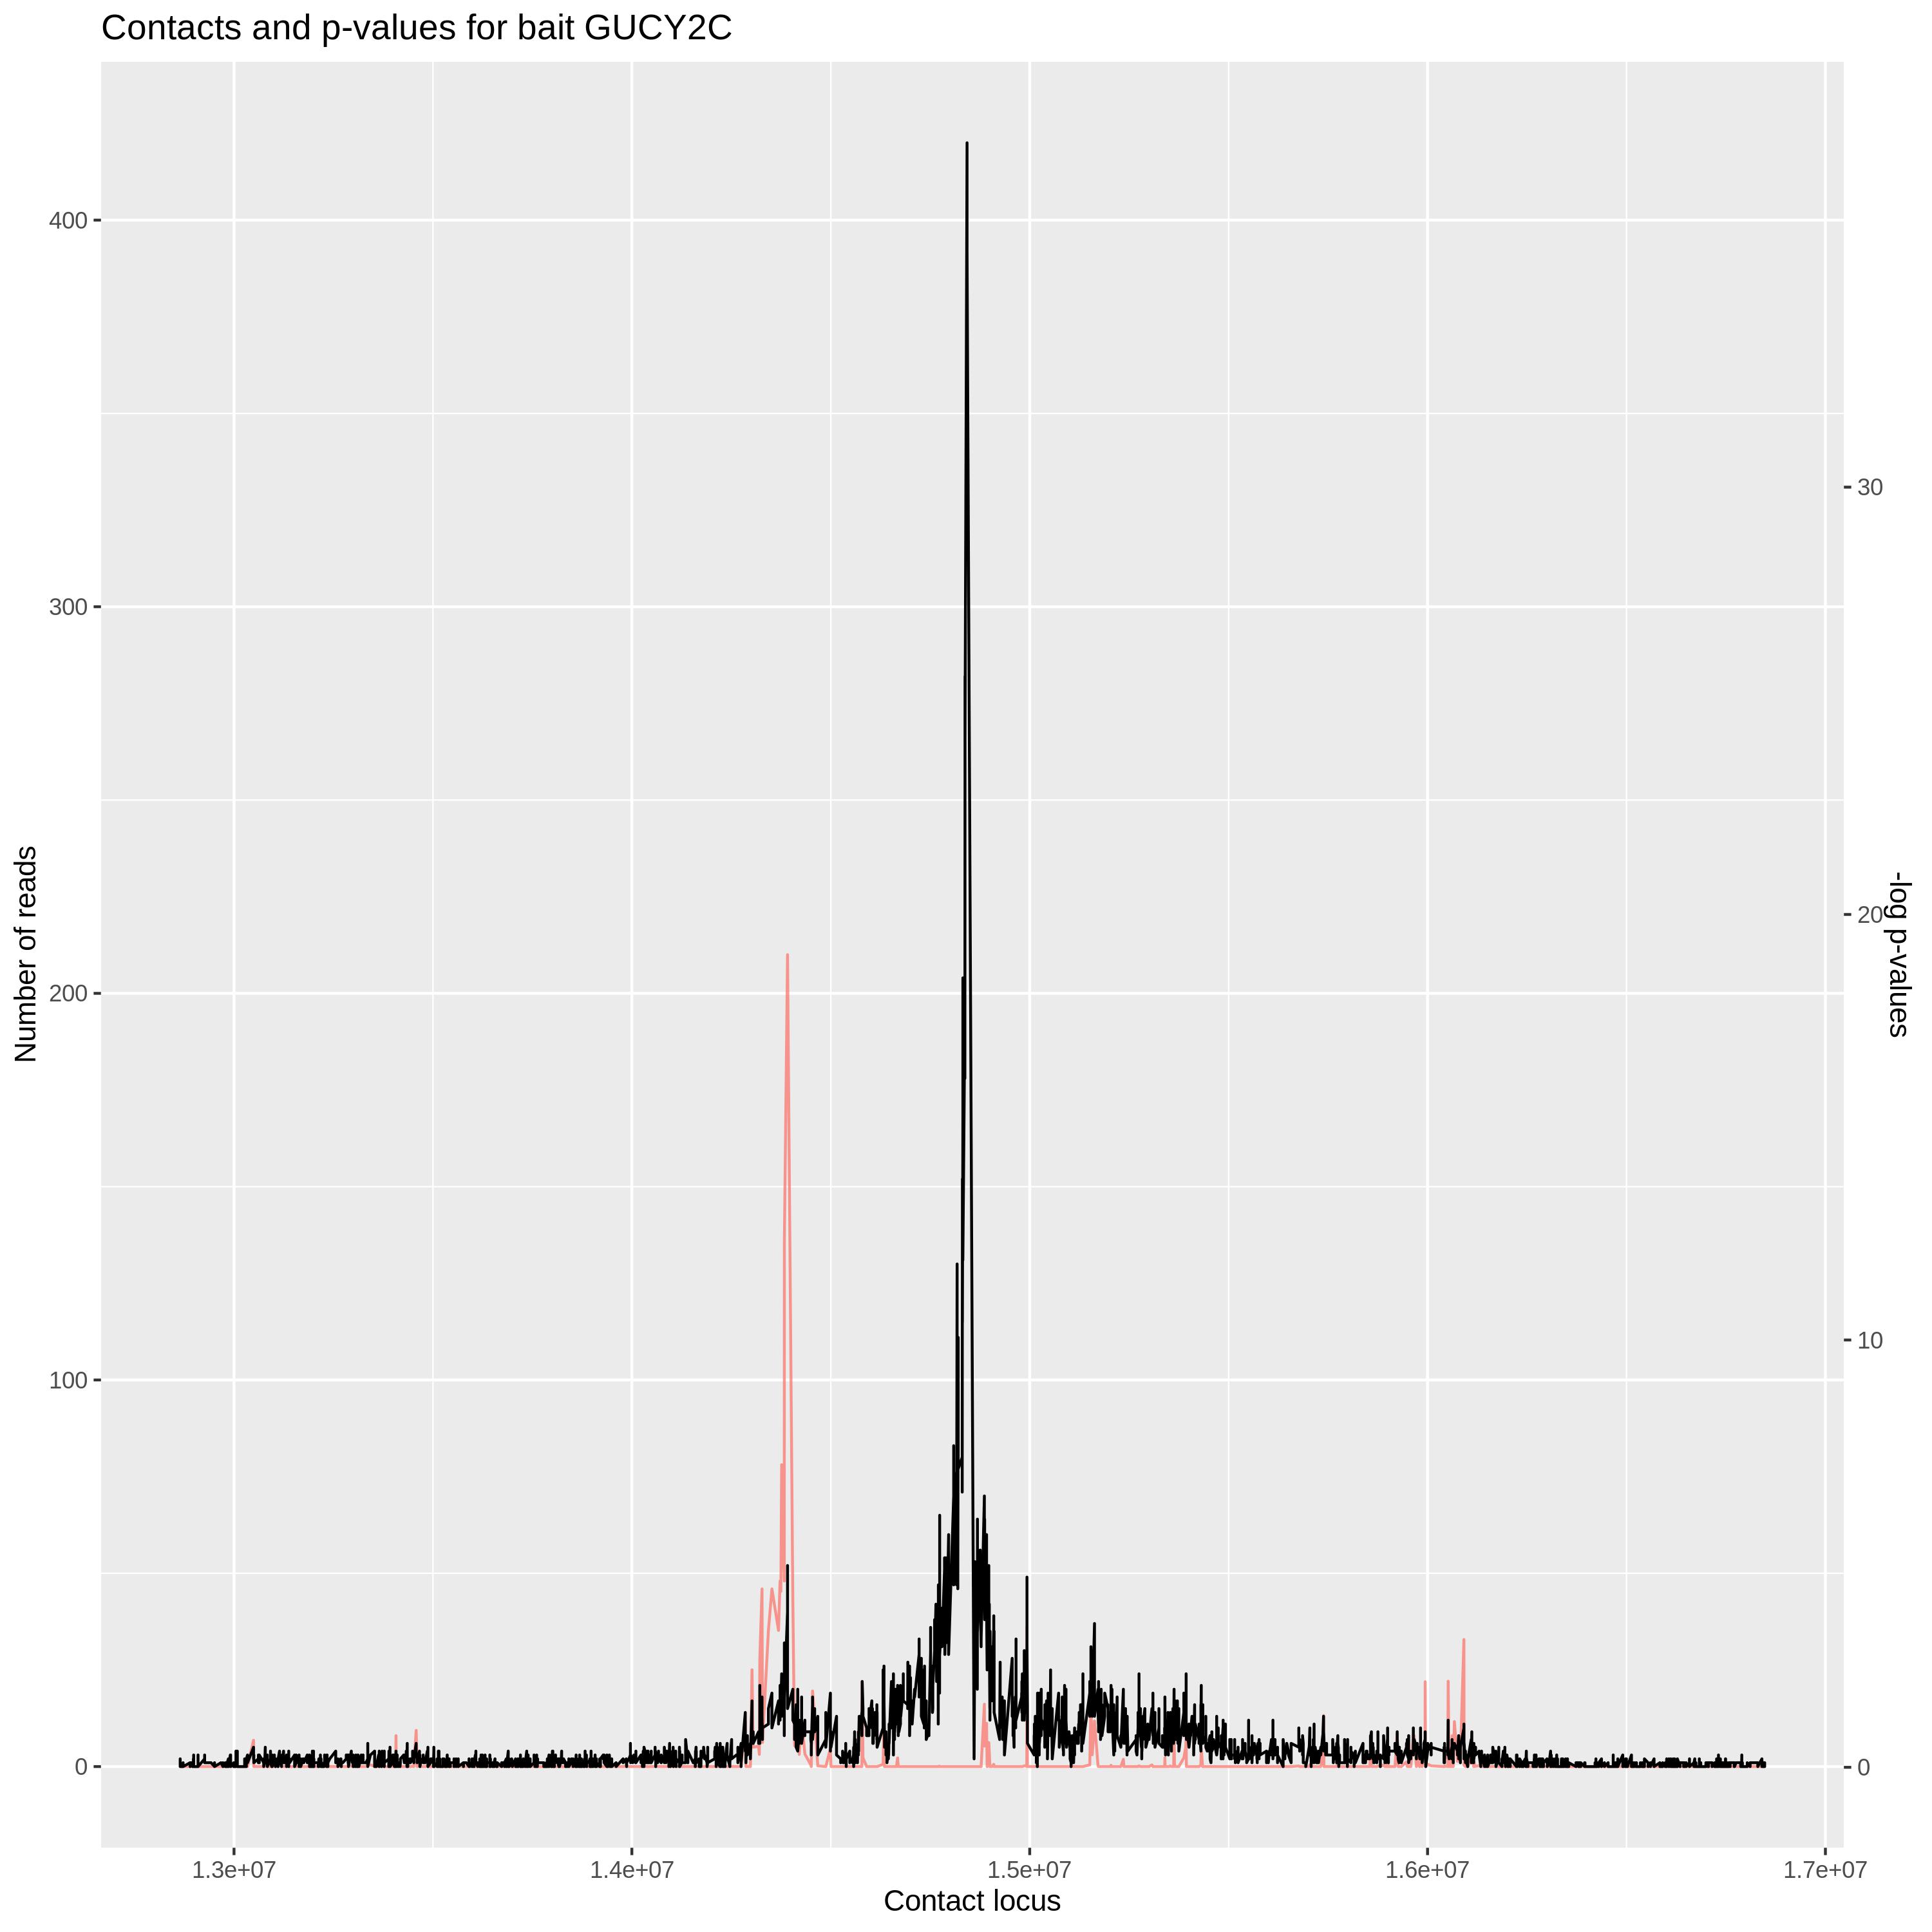 Contacts and p-values for bait GUCY2C
400
300
200
100
0
Number of reads
30
20
10
0
-log p-values
1.3e+07
1.4e+07
1.5e+07
1.6e+07
1.7e+07
Contact locus